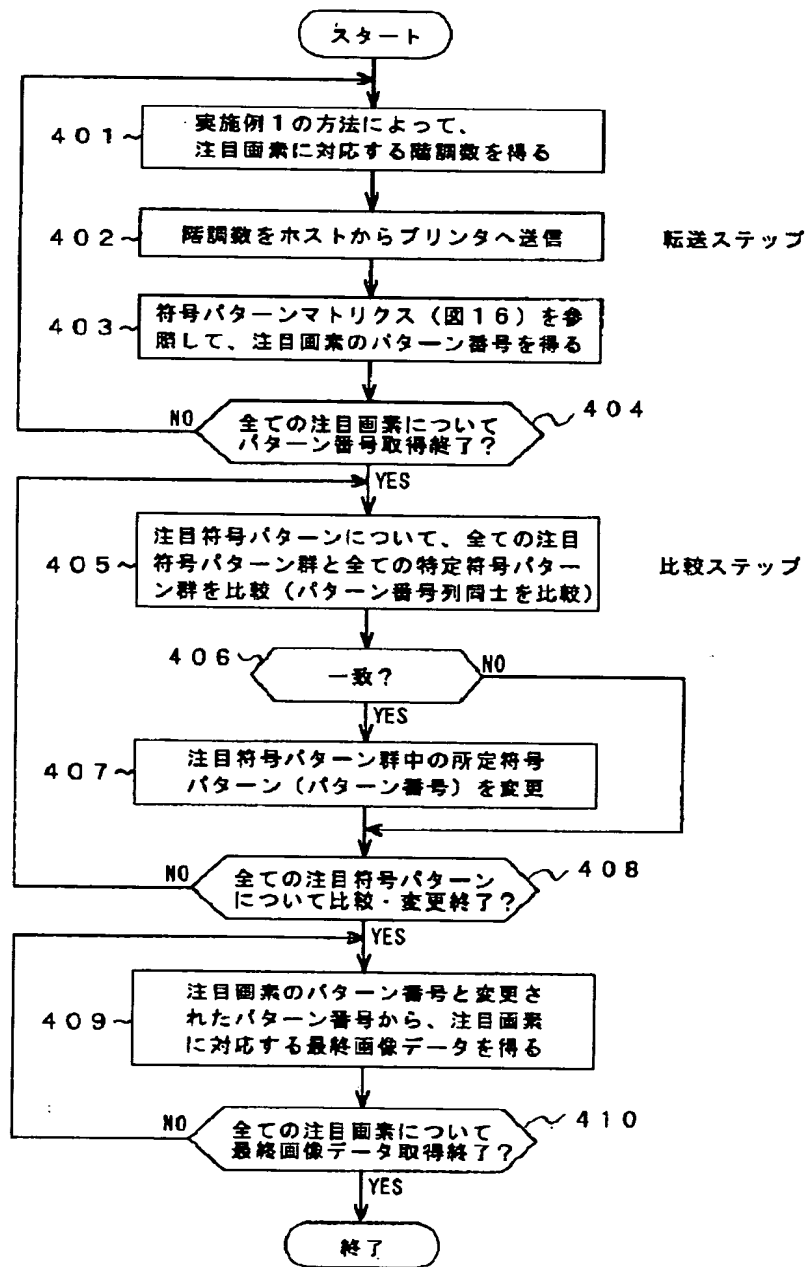 スタート
401
実施例1の方法によって、
注目画素に対応する階調数を得る
402
階調数をホストからプリンタへ送信
転送ステップ
403
符号パターンマトリクス(図16)を参
照して、注目画素のパターン番号を得る
NO
全ての注目画素について
パターン番号取得終了?
404
YES
405
注目符号パターンについて、全ての注目
符号パターン群と全ての特定符号パター
ン群を比較(パターン番号列同士を比較)
比較ステップ
406
一致?
NO
YES
407
注目符号パターン群中の所定符号
パターン(パターン番号)を変更
NO
全ての注目符号パターン
について比較・変更終了?
408
YES
409
注目画素のパターン番号と変更さ
れたパターン番号から、注目画素
に対応する最終画像データを得る
NO
全ての注目画素について
最終画像データ取得終了?
410
YES
終了